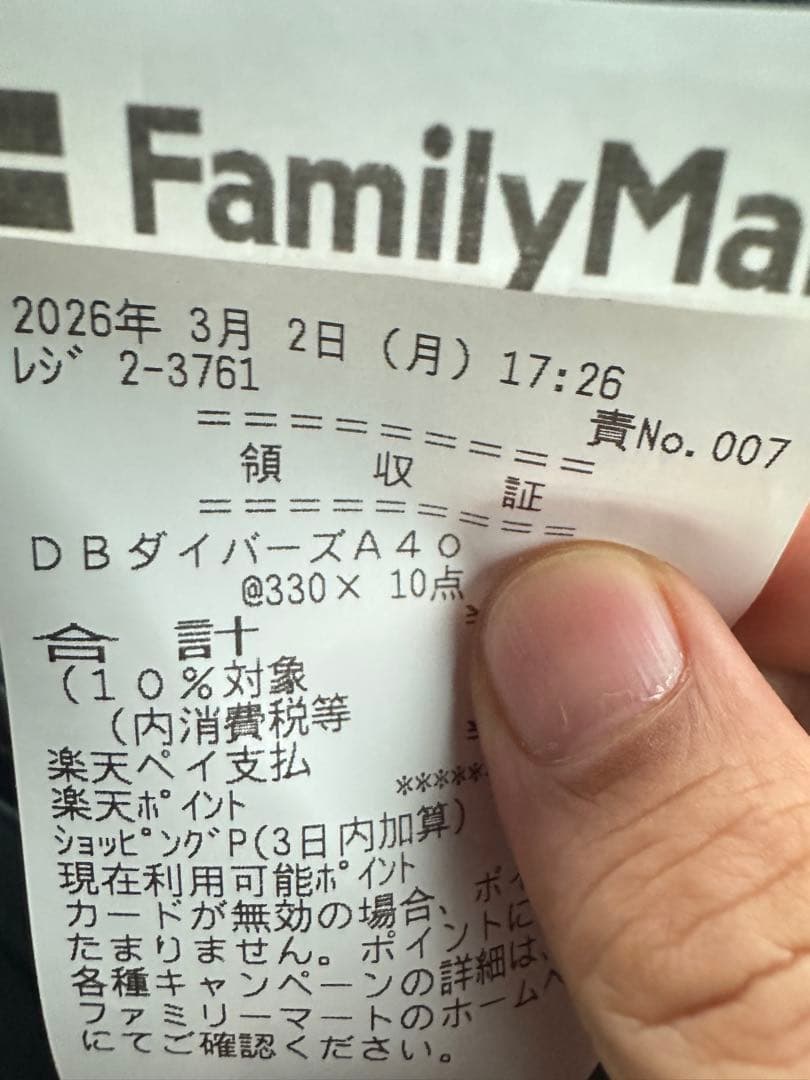 FamilyMa
2026年 3月 2日 (月) 17:26
レジ 2-3761
責No.007
=========
領 収 証
=========
DBダイバーズA4o
@330× 10点
合 計
(10%対象
(内消費税等
楽天ペイ支払
******
楽天ポイント
ショッピングP(3日内加算)
現在利用可能ポイント
カードが無効の場合、ポイ
たまりません。ポイントに
各種キャンペーンの詳細は、
ファミリーマートのホームペ
にてご確認ください。